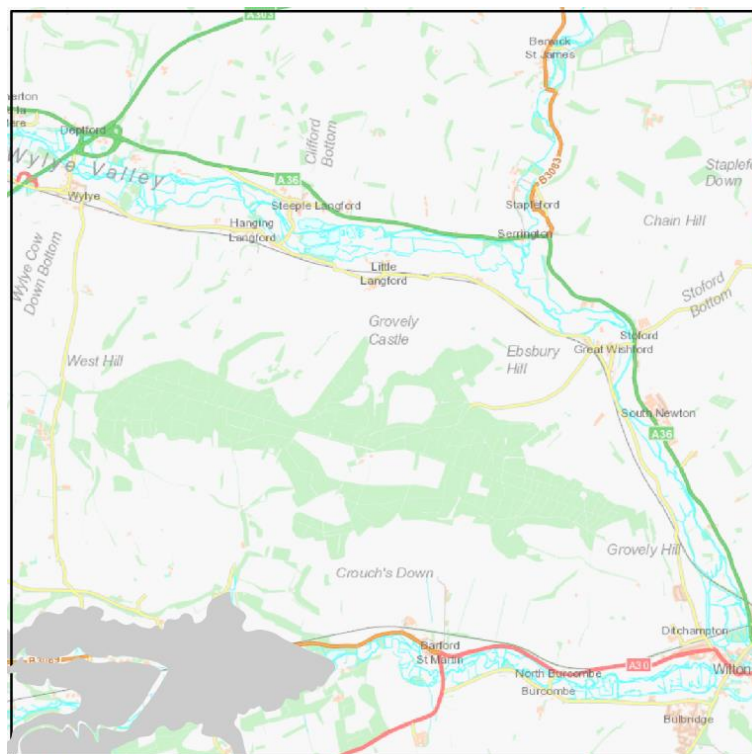 A303
Berwick
St James
Deptford
Wylye Valley
Clifford
Bottom
A36
B3083
Stapleford
Down
Wylye
Steeple Langford
Stapleford
Chain Hill
Hanging
Langford
Serrington
Wylye Cow
Down Bottom
Little
Langford
Stoford
Bottom
Grovely
Castle
Stoford
West Hill
Ebsbury
Hill
Great Wishford
South Newton
A36
Grovely Hill
Crouch's Down
Ditchampton
Barford
St Martin
A30
North Burcombe
Wilton
Burcombe
Bulbridge